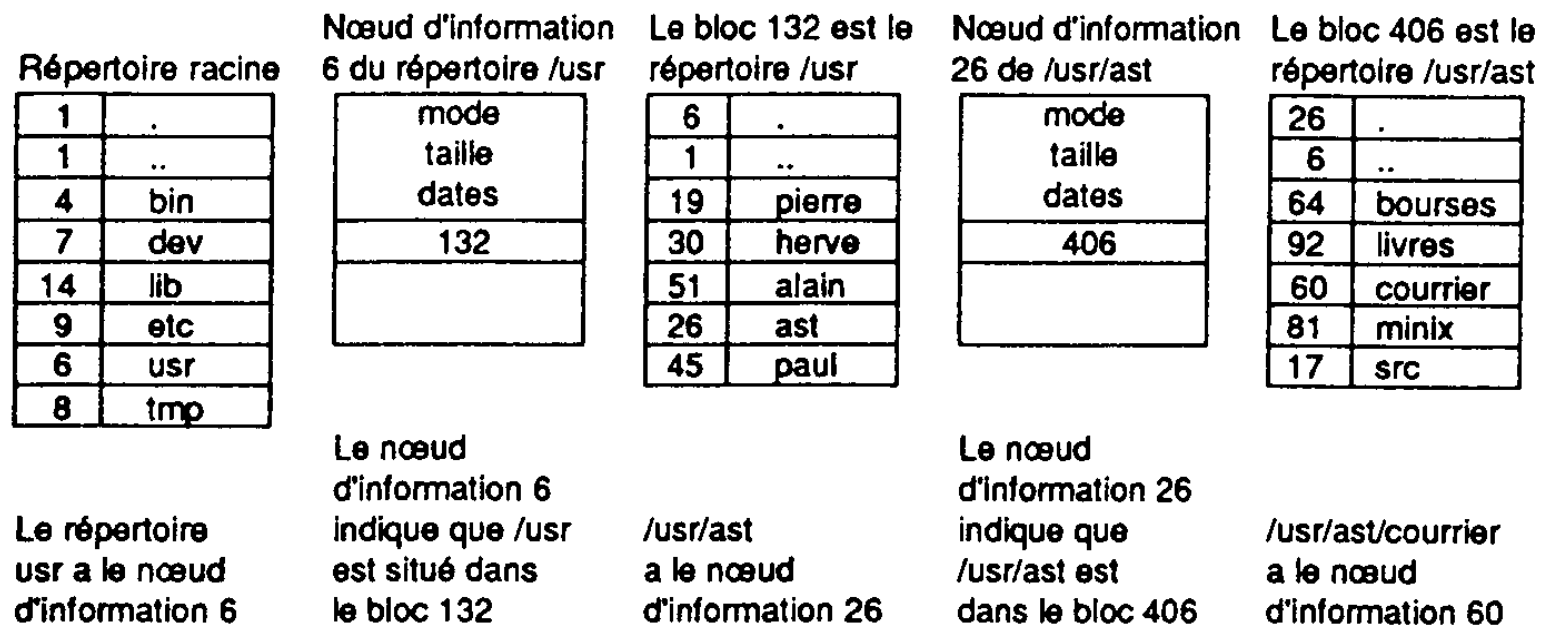 Répertoire racine
1 .
1 ..
4 bin
7 dev
14 lib
9 etc
6 usr
8 tmp
Le répertoire
usr a le nœud
d'information 6
Nœud d'information
6 du répertoire /usr
mode
taille
dates
132
Le nœud
d'information 6
indique que /usr
est situé dans
le bloc 132
Le bloc 132 est le
répertoire /usr
6 .
1 ..
19 pierre
30 herve
51 alain
26 ast
45 paul
/usr/ast
a le nœud
d'information 26
Nœud d'information
26 de /usr/ast
mode
taille
dates
406
Le nœud
d'information 26
indique que
/usr/ast est
dans le bloc 406
Le bloc 406 est le
répertoire /usr/ast
26 .
6 ..
64 bourses
92 livres
60 courrier
81 minix
17 src
/usr/ast/courrier
a le nœud
d'information 60